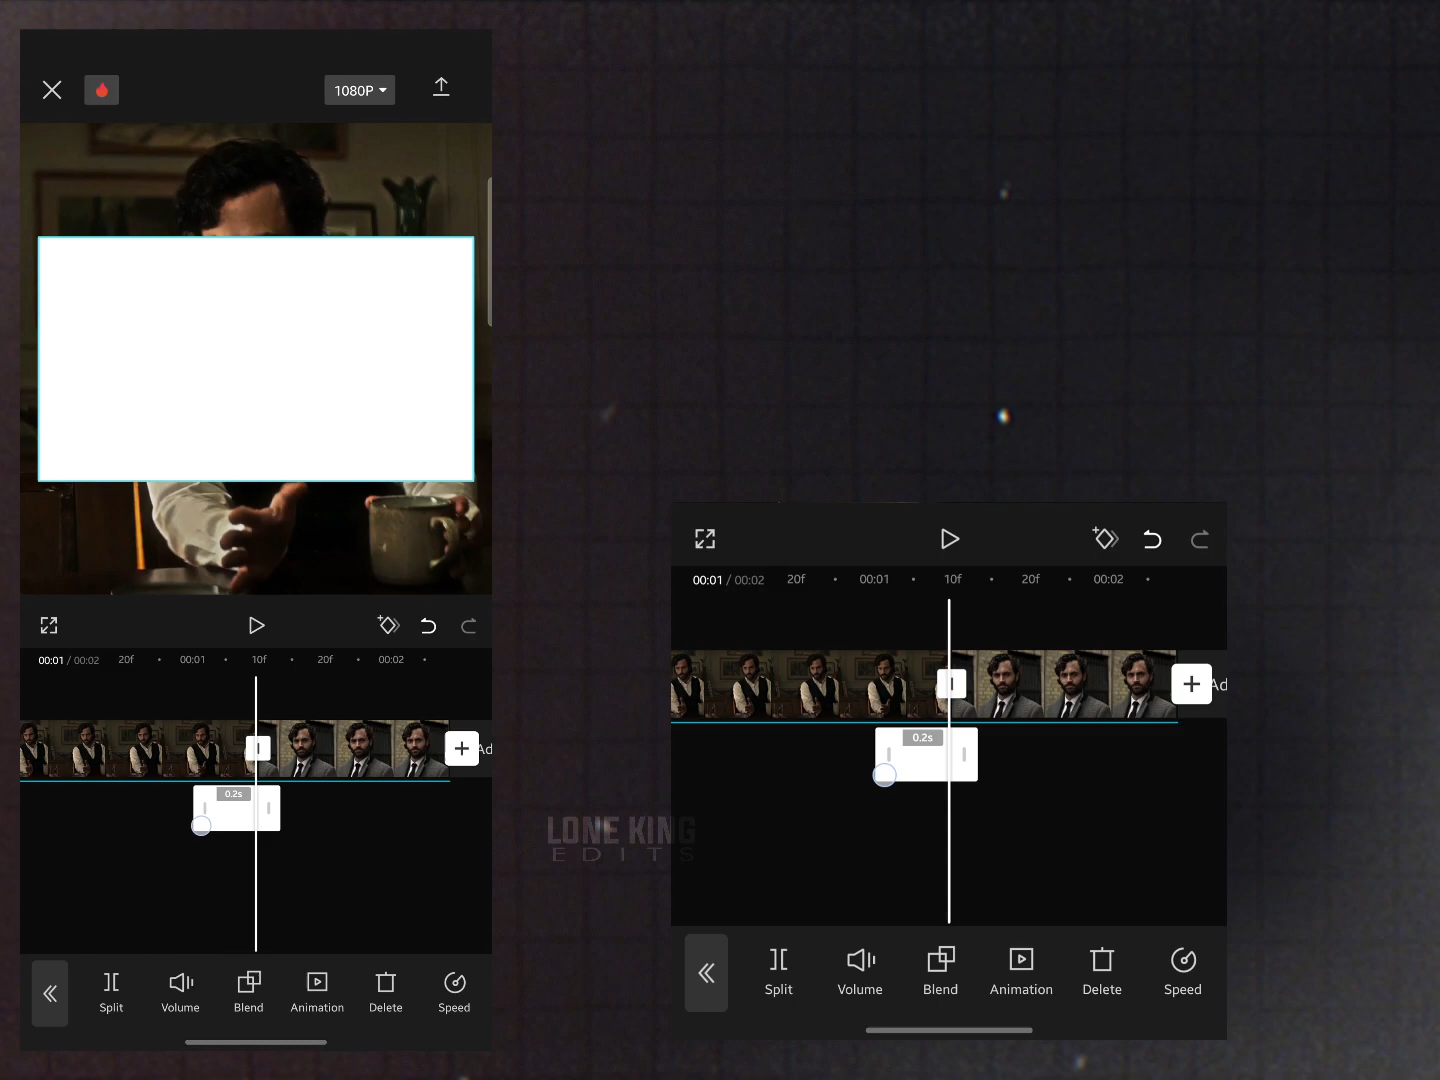 1080P
00:01 / 00:02 20f 00:01 10f 20f 00:02
Ad
0.2s
Split Volume Blend Animation Delete Speed
00:01 / 00:02 20f 00:01 10f 20f 00:02
Ad
0.2s
Split Volume Blend Animation Delete Speed
LONE KING
EDITS